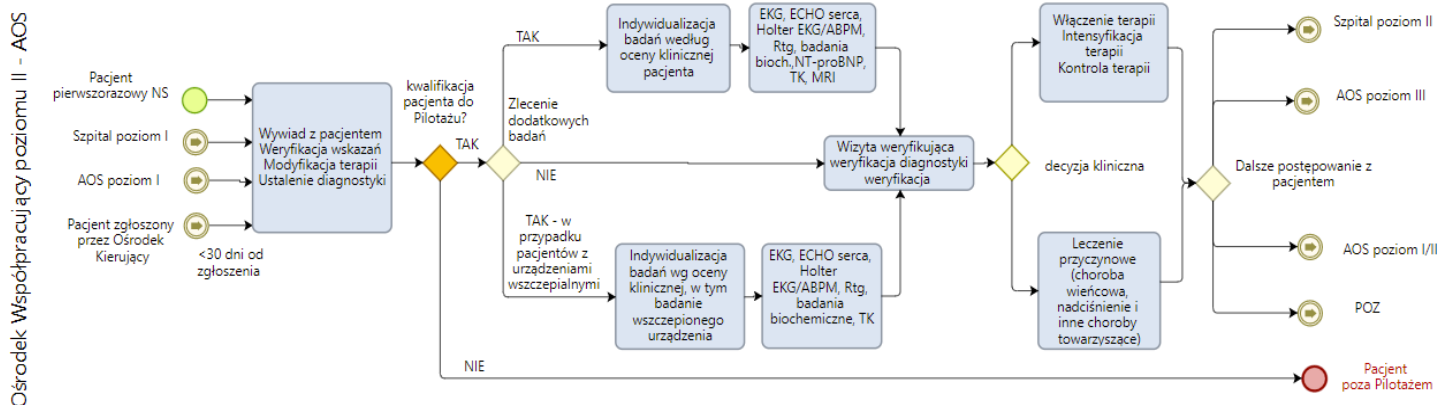 Ośrodek Współpracujący poziomu II - AOS
Pacjent
pierwszorazowy NS
Szpital poziom I
AOS poziom I
Pacjent zgłoszony
przez Ośrodek
Kierujący
<30 dni od
zgłoszenia
Wywiad z pacjentem
Weryfikacja wskazań
Modyfikacja terapii
Ustalenie diagnostyki
kwalifikacja
pacjenta do
Pilotażu?
TAK
NIE
Zlecenie
dodatkowych
badań
TAK
NIE
TAK - w
przypadku
pacjentów z
urządzeniami
wszczepialnymi
Indywidualizacja
badań według
oceny klinicznej
pacjenta
EKG, ECHO serca,
Holter EKG/ABPM,
Rtg, badania
bioch.,NT-proBNP,
TK, MRI
Indywidualizacja
badań wg oceny
klinicznej, w tym
badanie
wszczepionego
urządzenia
EKG, ECHO serca,
Holter
EKG/ABPM, Rtg,
badania
biochemiczne, TK
Wizyta weryfikująca
weryfikacja diagnostyki
weryfikacja
decyzja kliniczna
Włączenie terapii
Intensyfikacja
terapii
Kontrola terapii
Leczenie
przyczynowe
(choroba
wieńcowa,
nadciśnienie i
inne choroby
towarzyszące)
Dalsze postępowanie z
pacjentem
Szpital poziom II
AOS poziom III
AOS poziom I/II
POZ
Pacjent
poza Pilotażem